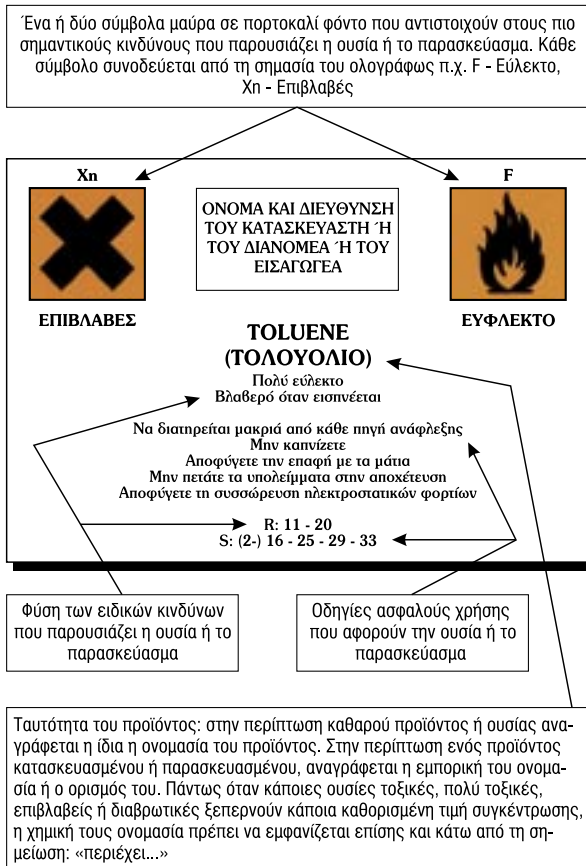 Ένα ή δύο σύμβολα μαύρα σε πορτοκαλί φόντο που αντιστοιχούν στους πιο
σημαντικούς κινδύνους που παρουσιάζει η ουσία ή το παρασκεύασμα. Κάθε
σύμβολο συνοδεύεται από τη σημασία του ολογράφως π.χ. F - Εύλεκτο,
Xn - Επιβλαβές
Xn
F
ΟΝΟΜΑ ΚΑΙ ΔΙΕΥΘΥΝΣΗ
ΤΟΥ ΚΑΤΑΣΚΕΥΑΣΤΗ Ή
ΤΟΥ ΔΙΑΝΟΜΕΑ Ή ΤΟΥ
ΕΙΣΑΓΩΓΕΑ
ΕΠΙΒΛΑΒΕΣ
ΕΥΦΛΕΚΤΟ
TOLUENE
(ΤΟΛΟΥΟΛΙΟ)
Πολύ εύλεκτο
Βλαβερό όταν εισπνέεται
Να διατηρείται μακριά από κάθε πηγή ανάφλεξης
Μην καπνίζετε
Αποφύγετε την επαφή με τα μάτια
Μην πετάτε τα υπολείμματα στην αποχέτευση
Αποφύγετε τη συσσώρευση ηλεκτροστατικών φορτίων
R: 11 - 20
S: (2-) 16 - 25 - 29 - 33
Φύση των ειδικών κινδύνων
που παρουσιάζει η ουσία ή το
παρασκεύασμα
Οδηγίες ασφαλούς χρήσης
που αφορούν την ουσία ή το
παρασκεύασμα
Ταυτότητα του προϊόντος: στην περίπτωση καθαρού προϊόντος ή ουσίας ανα-
γράφεται η ίδια η ονομασία του προϊόντος. Στην περίπτωση ενός προϊόντος
κατασκευασμένου ή παρασκευασμένου, αναγράφεται η εμπορική του ονομα-
σία ή ο ορισμός του. Πάντως όταν κάποιες ουσίες τοξικές, πολύ τοξικές,
επιβλαβείς ή διαβρωτικές ξεπερνούν κάποια καθορισμένη τιμή συγκέντρωσης,
η χημική τους ονομασία πρέπει να εμφανίζεται επίσης και κάτω από τη ση-
μείωση: «περιέχει...»